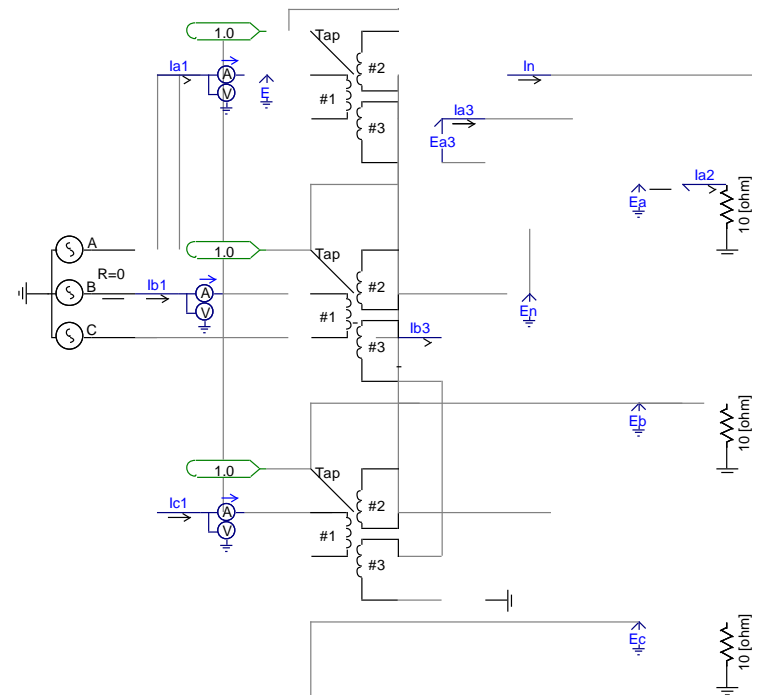 1.0
Tap
Ia1
A
V
E
#1
#2
#3
In
Ia3
Ea3
Ia2
Ea
10 [ohm]
1.0
Tap
A
B
C
R=0
Ib1
A
V
#1
#2
#3
Ib3
En
Eb
10 [ohm]
1.0
Tap
Ic1
A
V
#1
#2
#3
Ec
10 [ohm]